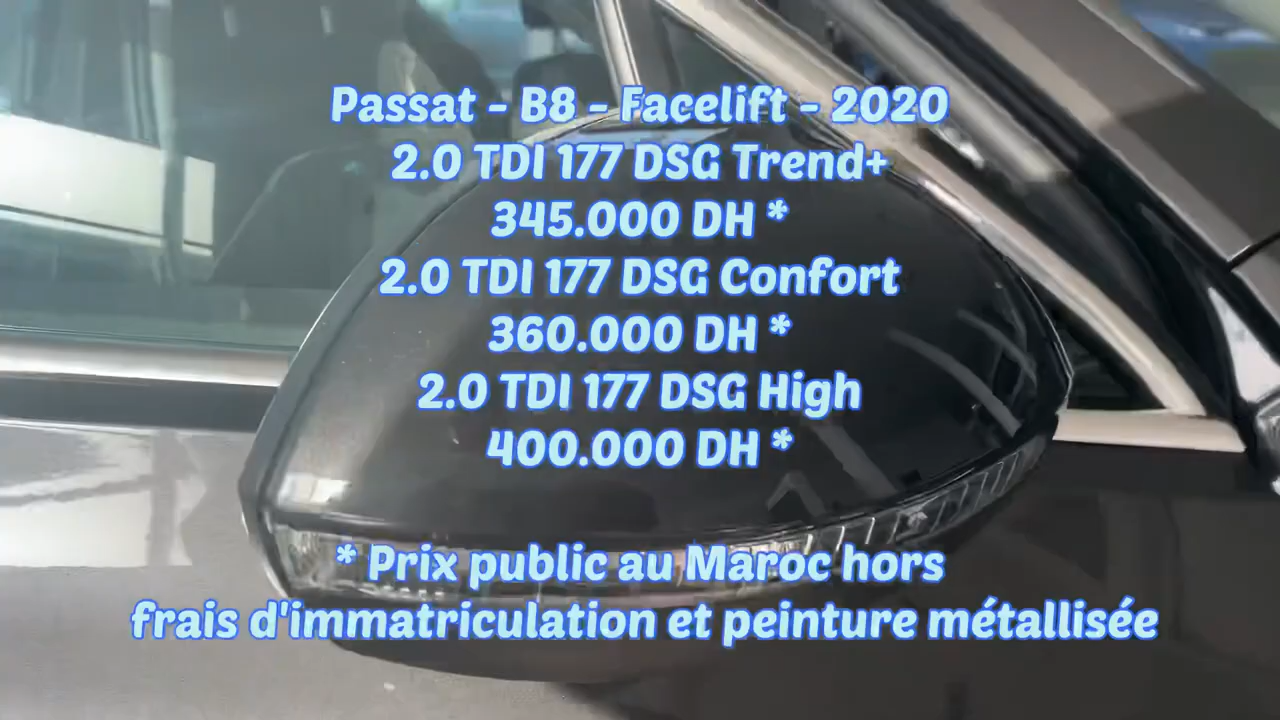 Passat - B8 - Facelift - 2020
2.0 TDI 177 DSG Trend+
345.000 DH *
2.0 TDI 177 DSG Confort
360.000 DH *
2.0 TDI 177 DSG High
400.000 DH *
* Prix public au Maroc hors
frais d'immatriculation et peinture métallisée